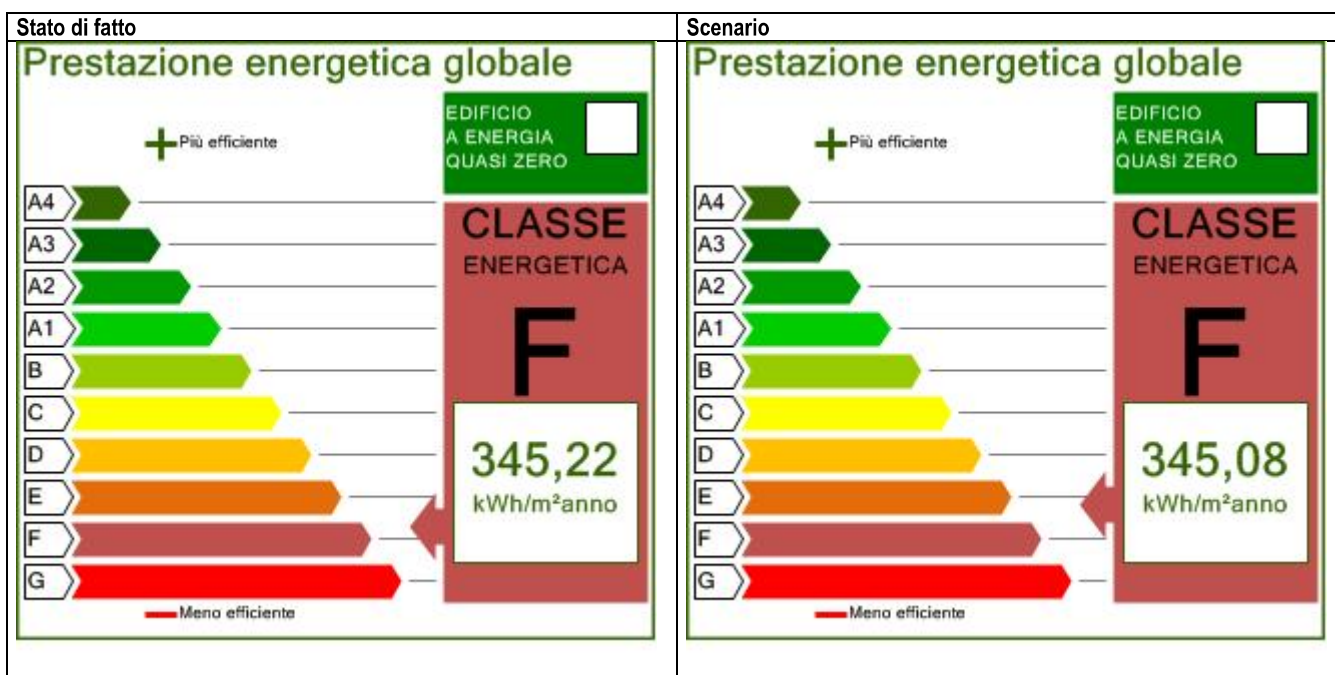 Stato di fatto
Prestazione energetica globale
EDIFICIO
A ENERGIA
QUASI ZERO
Più efficiente
A4
A3
A2
A1
B
C
D
E
F
G
CLASSE
ENERGETICA
F
345,22
kWh/m²anno
Meno efficiente
Scenario
Prestazione energetica globale
EDIFICIO
A ENERGIA
QUASI ZERO
Più efficiente
A4
A3
A2
A1
B
C
D
E
F
G
CLASSE
ENERGETICA
F
345,08
kWh/m²anno
Meno efficiente